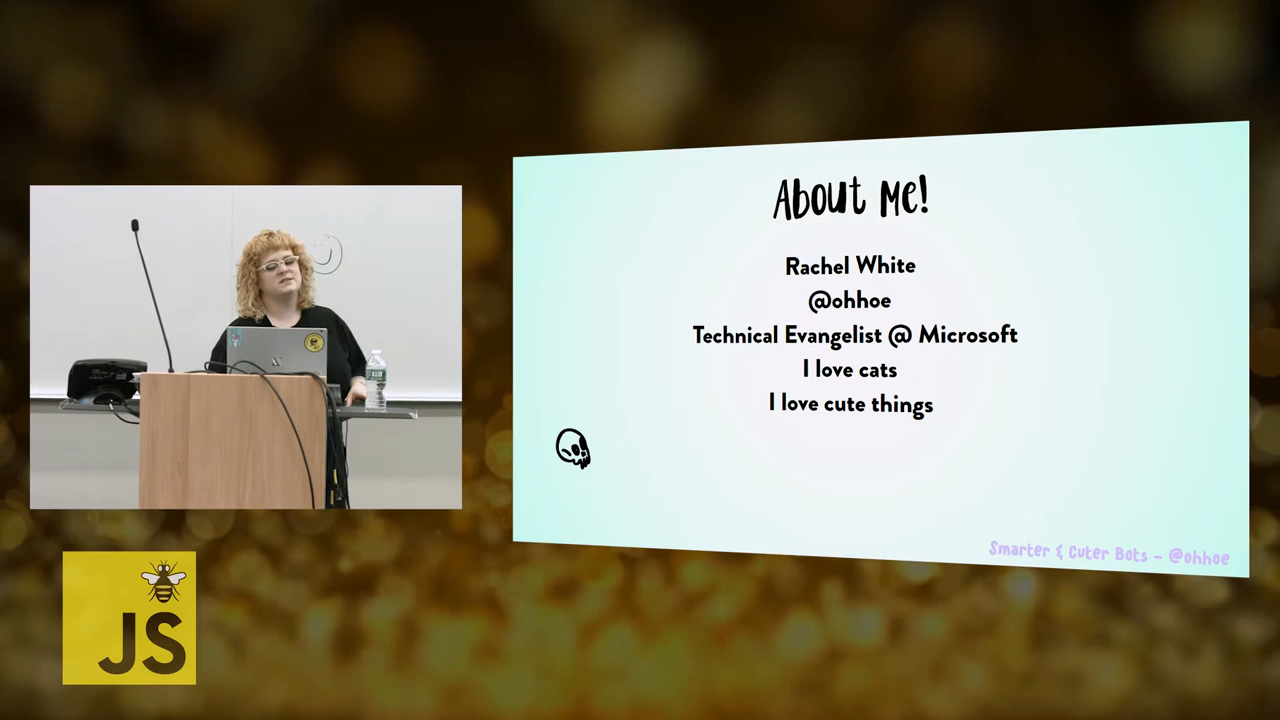 About Me!
Rachel White
@ohhoe
Technical Evangelist @ Microsoft
I love cats
I love cute things
Smarter & Cuter Bots – @ohhoe
JS